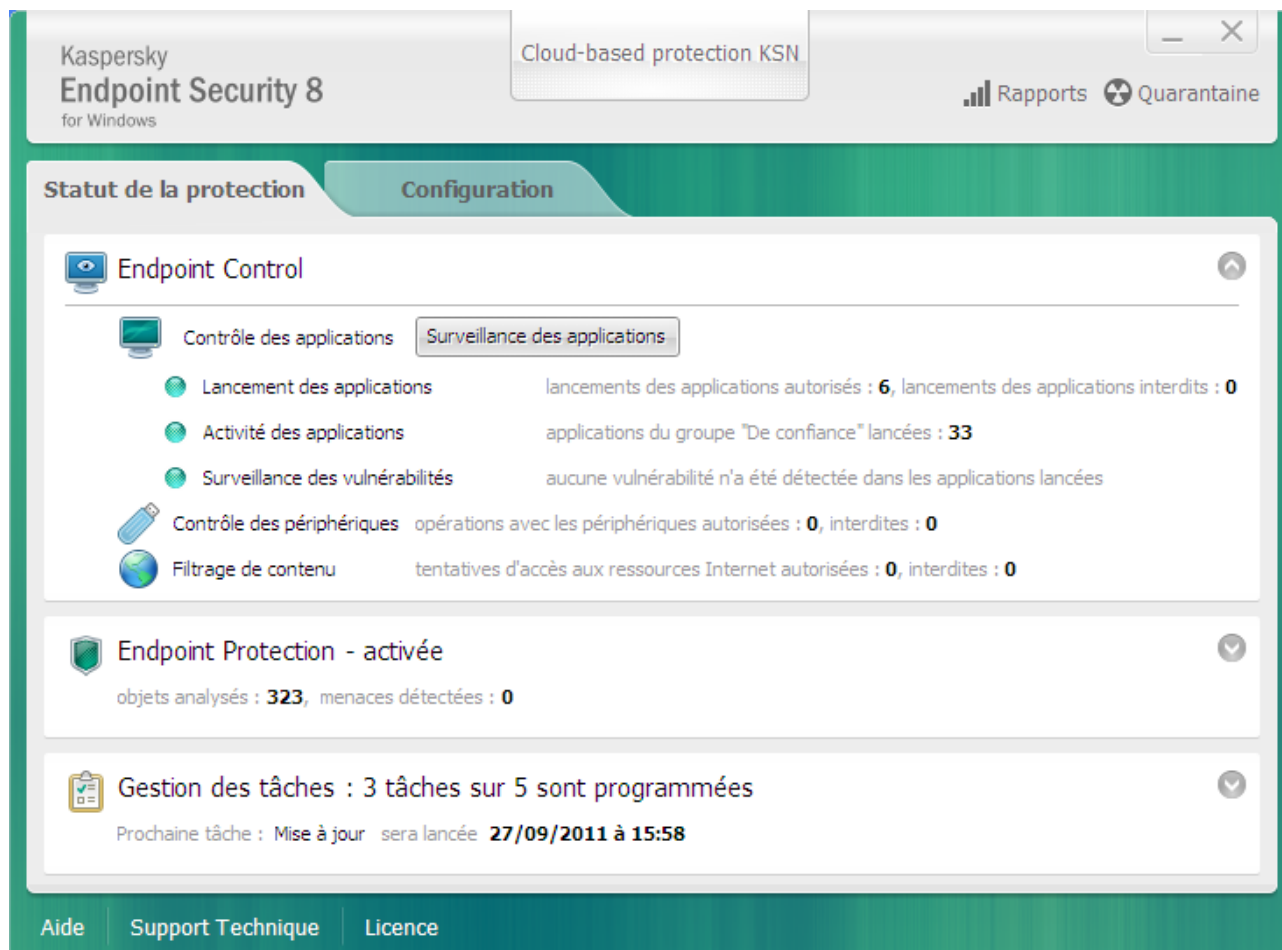 Cloud-based protection KSN
Kaspersky
Endpoint Security 8
for Windows
Rapports Quarantaine
Statut de la protection Configuration
Endpoint Control
Contrôle des applications Surveillance des applications
Lancement des applications lancements des applications autorisés : 6, lancements des applications interdits : 0
Activité des applications applications du groupe "De confiance" lancées : 33
Surveillance des vulnérabilités aucune vulnérabilité n'a été détectée dans les applications lancées
Contrôle des périphériques opérations avec les périphériques autorisées : 0, interdites : 0
Filtrage de contenu tentatives d'accès aux ressources Internet autorisées : 0, interdites : 0
Endpoint Protection - activée
objets analysés : 323, menaces détectées : 0
Gestion des tâches : 3 tâches sur 5 sont programmées
Prochaine tâche : Mise à jour sera lancée 27/09/2011 à 15:58
Aide Support Technique Licence